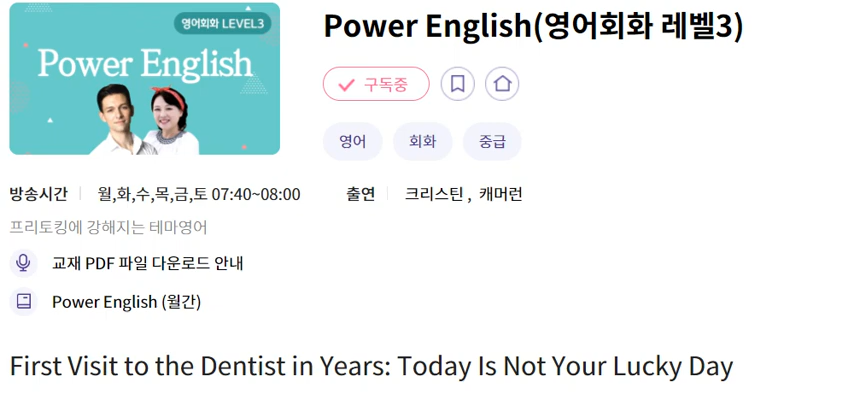 영어회화 LEVEL3
Power English
Power English(영어회화 레벨3)
구독중
영어 회화 중급
방송시간 월,화,수,목,금,토 07:40~08:00 출연 크리스틴 , 캐머런
프리토킹에 강해지는 테마영어
교재 PDF 파일 다운로드 안내
Power English (월간)
First Visit to the Dentist in Years: Today Is Not Your Lucky Day